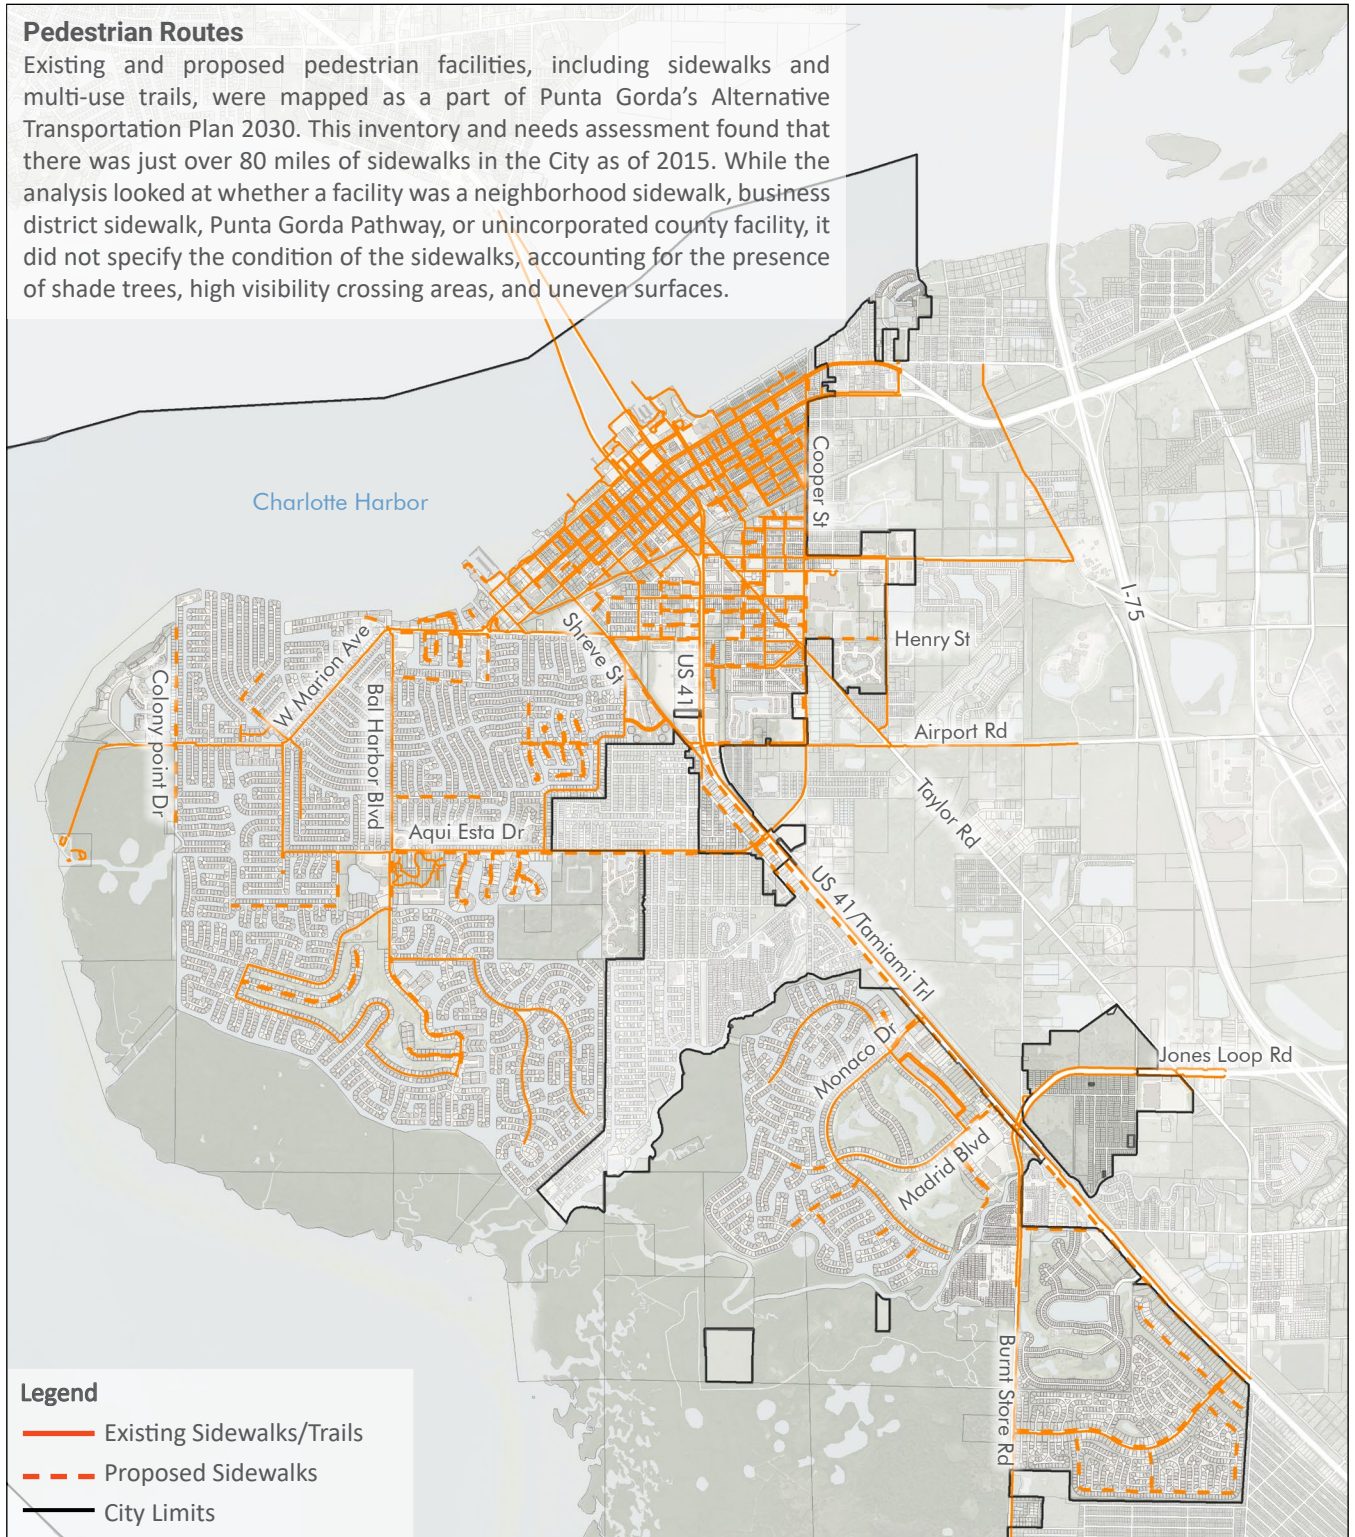 Pedestrian Routes
Existing and proposed pedestrian facilities, including sidewalks and
multi-use trails, were mapped as a part of Punta Gorda's Alternative
Transportation Plan 2030. This inventory and needs assessment found that
there was just over 80 miles of sidewalks in the City as of 2015. While the
analysis looked at whether a facility was a neighborhood sidewalk, business
district sidewalk, Punta Gorda Pathway, or unincorporated county facility, it
did not specify the condition of the sidewalks, accounting for the presence
of shade trees, high visibility crossing areas, and uneven surfaces.
Charlotte Harbor
Cooper St
I-75
Shreve St
US 41
Henry St
W Marion Ave
Colony point Dr
Bal Harbor Blvd
Airport Rd
Taylor Rd
Aqui Esta Dr
US 41/Tamiami Trl
Monaco Dr
Jones Loop Rd
Madrid Blvd
Burnt Store Rd
Legend
Existing Sidewalks/Trails
Proposed Sidewalks
City Limits